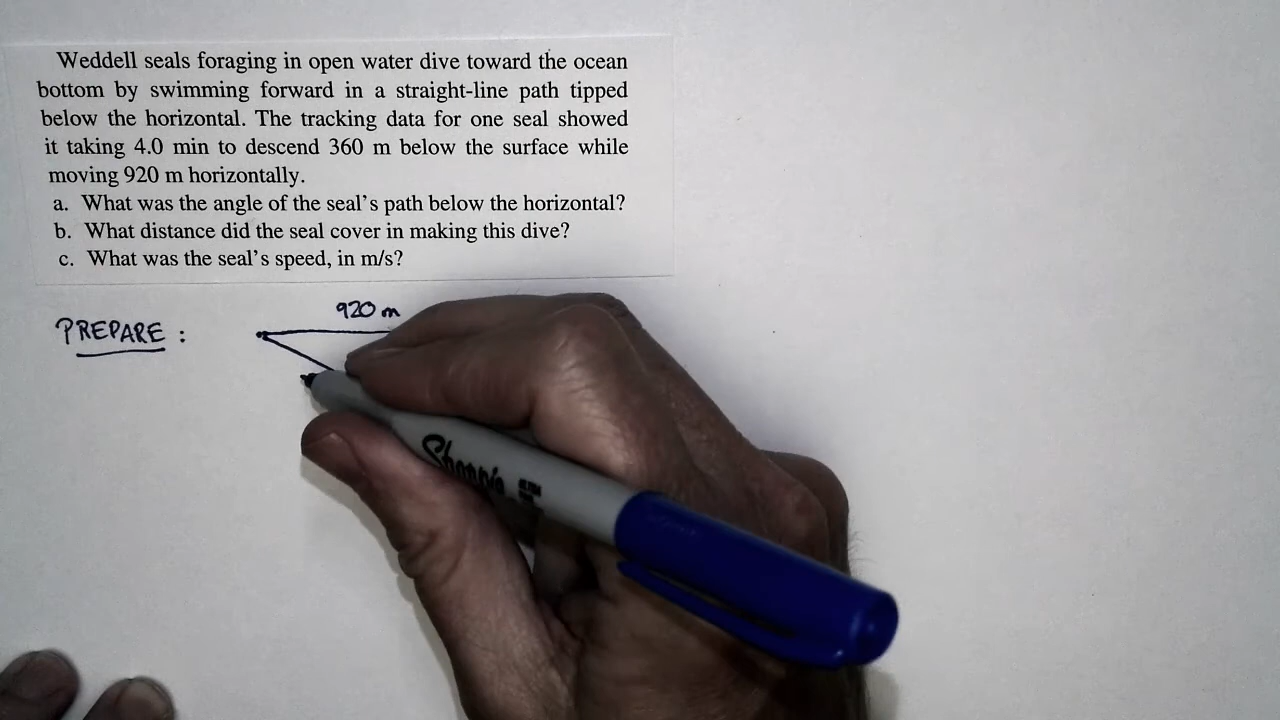 Weddell seals foraging in open water dive toward the ocean
bottom by swimming forward in a straight-line path tipped
below the horizontal. The tracking data for one seal showed
it taking 4.0 min to descend 360 m below the surface while
moving 920 m horizontally.
a. What was the angle of the seal's path below the horizontal?
b. What distance did the seal cover in making this dive?
c. What was the seal's speed, in m/s?
920 m
PREPARE :
Sharpie